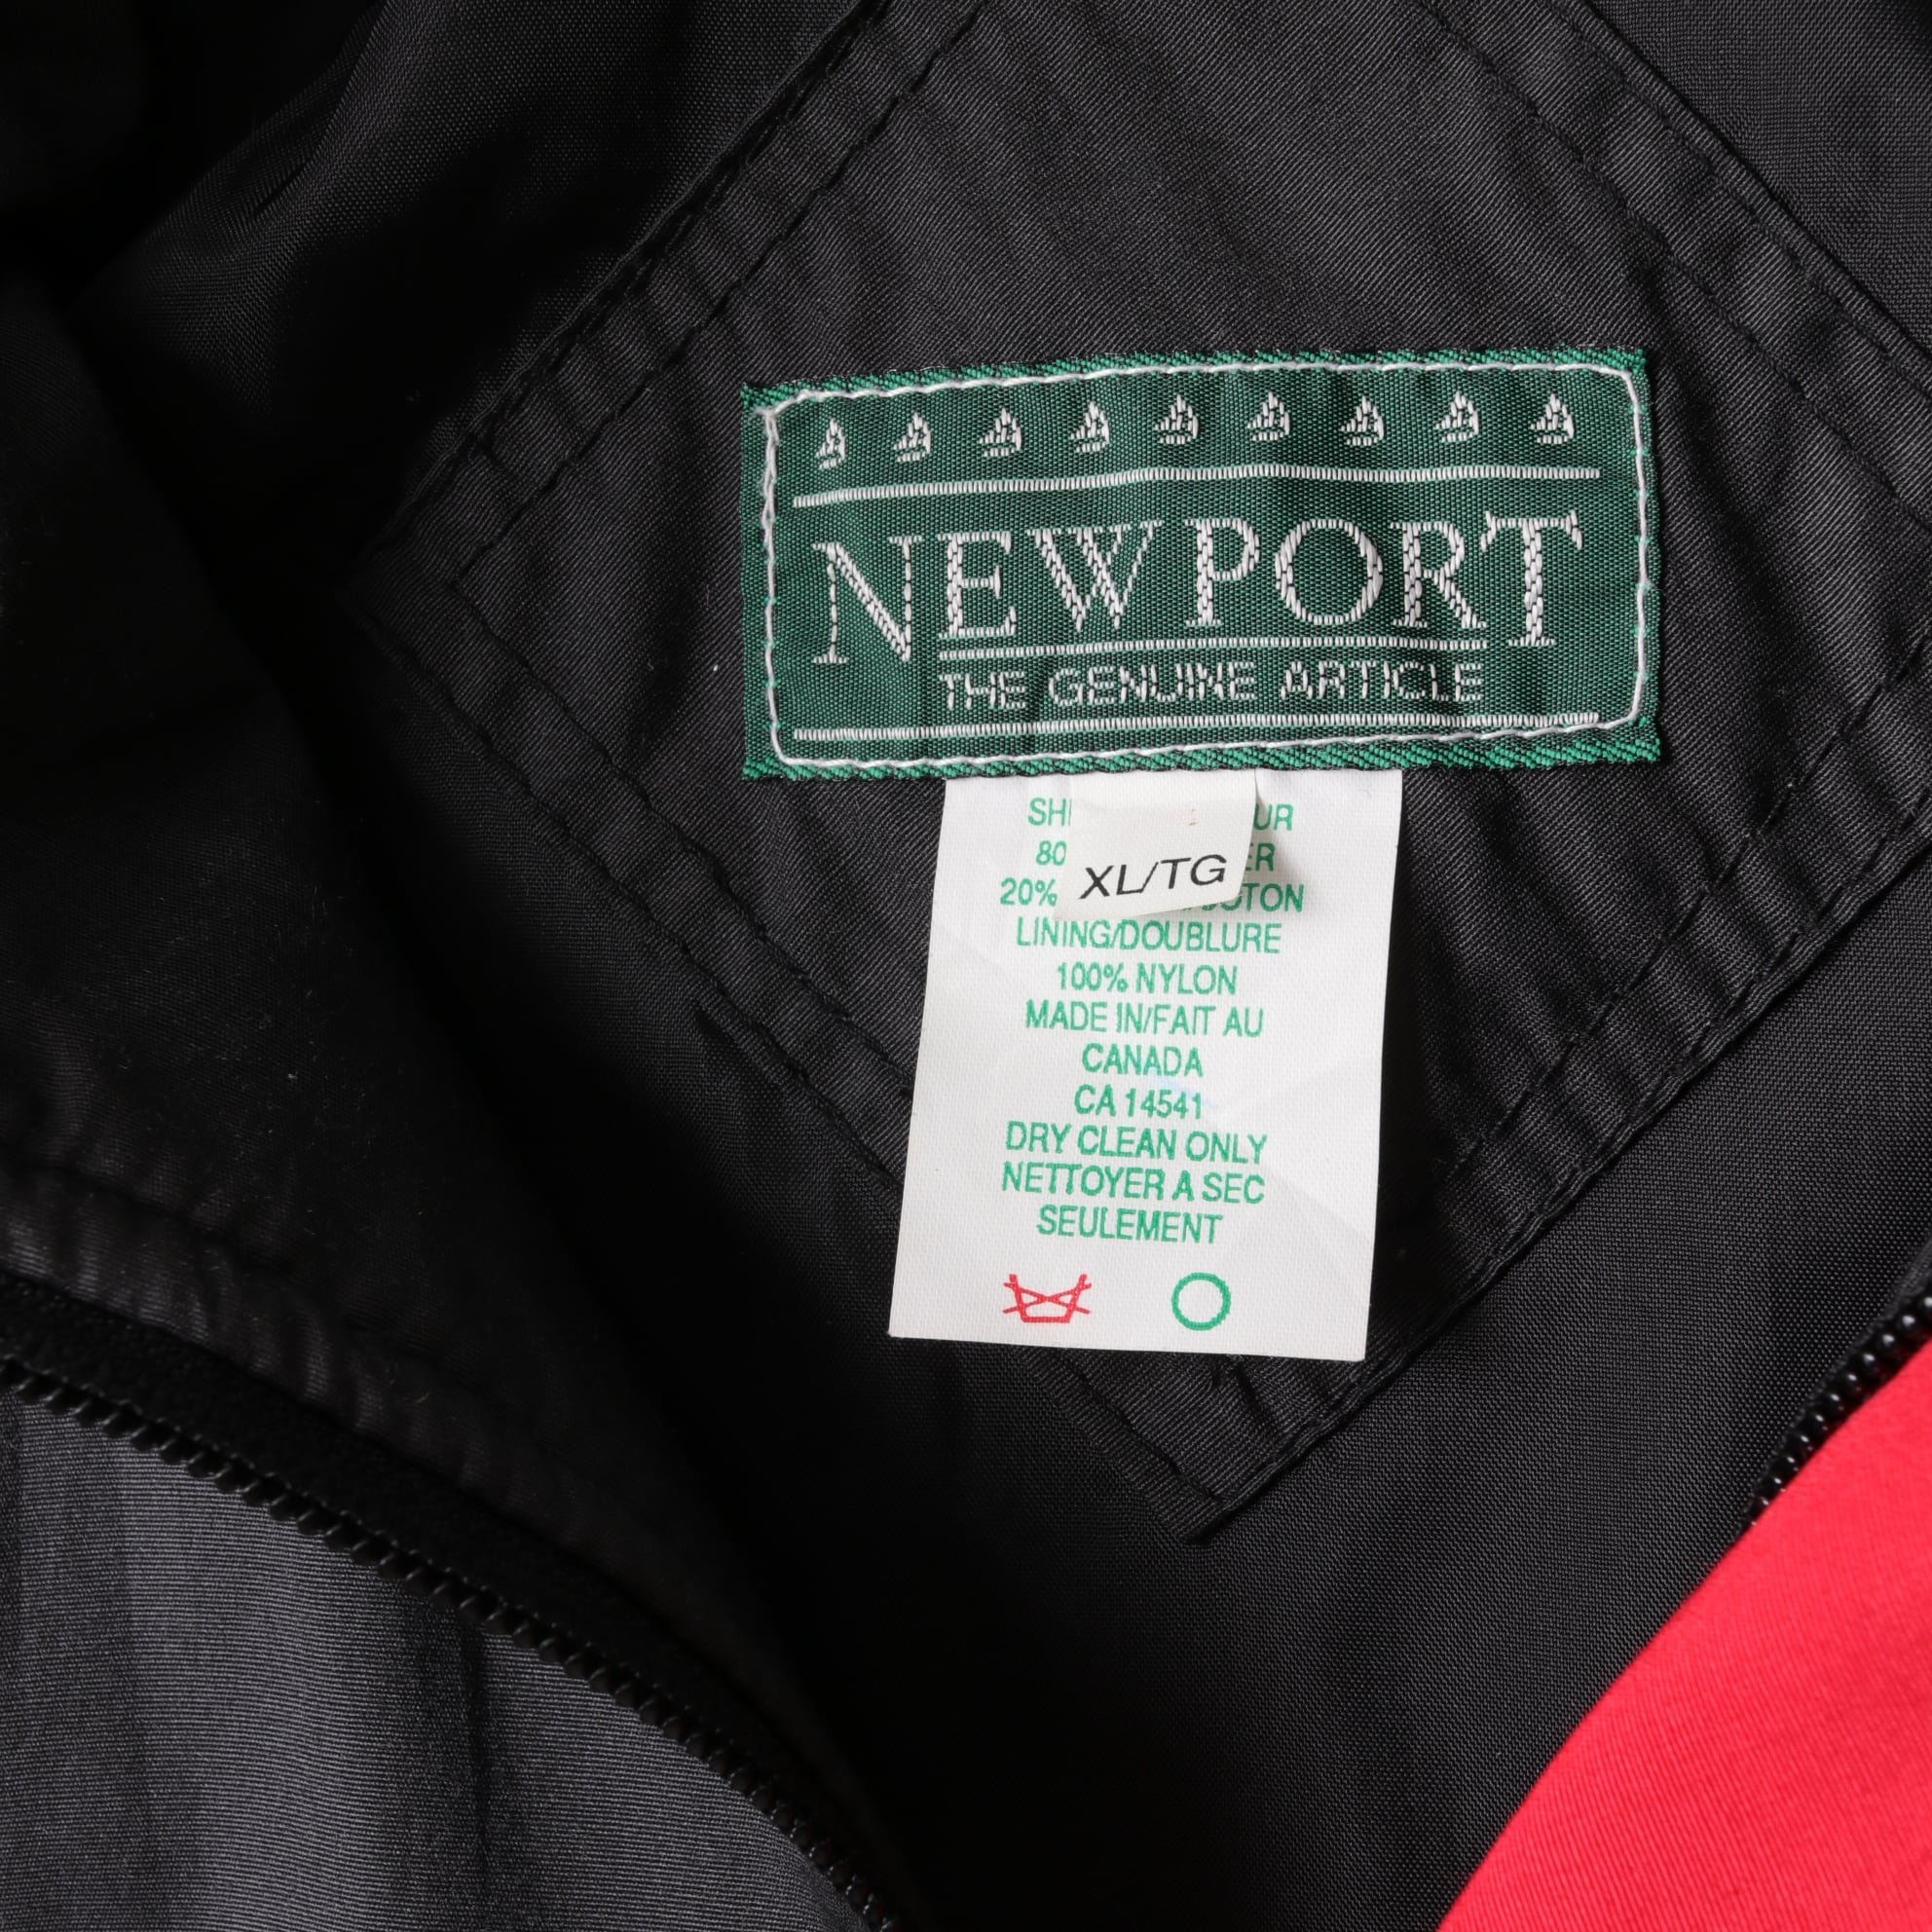 NEWPORT
THE GENUINE ARTICLE
XL/TG
20%
LINING/DOUBLURE
100% NYLON
MADE IN/FAIT AU
CANADA
CA 14541
DRY CLEAN ONLY
NETTOYER A SEC
SEULEMENT